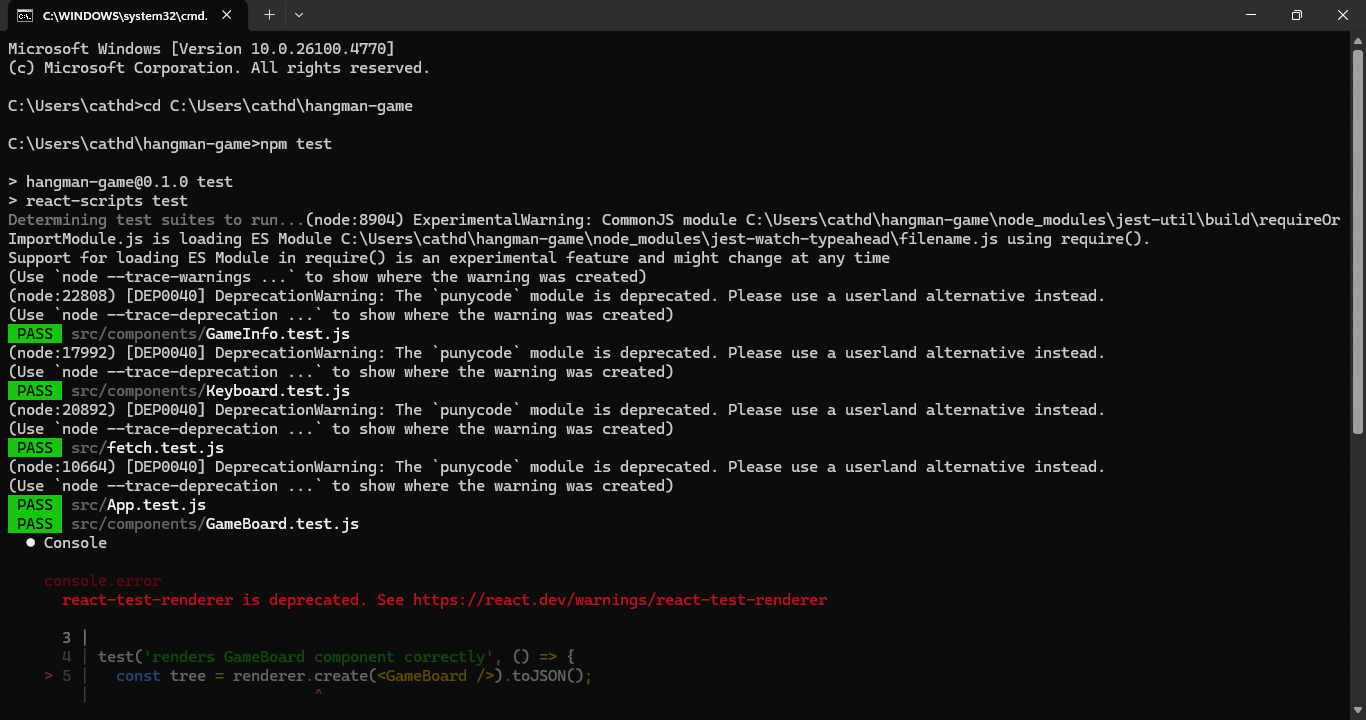 C:\WINDOWS\system32\cmd.
Microsoft Windows [Version 10.0.26100.4770]
(c) Microsoft Corporation. All rights reserved.
C:\Users\cathd>cd C:\Users\cathd\hangman-game
C:\Users\cathd\hangman-game>npm test
> hangman-game@0.1.0 test
> react-scripts test
Determining test suites to run...(node:8904) ExperimentalWarning: CommonJS module C:\Users\cathd\hangman-game\node_modules\jest-util\build\requireOr
ImportModule.js is loading ES Module C:\Users\cathd\hangman-game\node_modules\jest-watch-typeahead\filename.js using require().
Support for loading ES Module in require() is an experimental feature and might change at any time
(Use `node --trace-warnings ...` to show where the warning was created)
(node:22808) [DEP0040] DeprecationWarning: The `punycode` module is deprecated. Please use a userland alternative instead.
(Use `node --trace-deprecation ...` to show where the warning was created)
PASS src/components/GameInfo.test.js
(node:17992) [DEP0040] DeprecationWarning: The `punycode` module is deprecated. Please use a userland alternative instead.
(Use `node --trace-deprecation ...` to show where the warning was created)
PASS src/components/Keyboard.test.js
(node:20892) [DEP0040] DeprecationWarning: The `punycode` module is deprecated. Please use a userland alternative instead.
(Use `node --trace-deprecation ...` to show where the warning was created)
PASS src/fetch.test.js
(node:10664) [DEP0040] DeprecationWarning: The `punycode` module is deprecated. Please use a userland alternative instead.
(Use `node --trace-deprecation ...` to show where the warning was created)
PASS src/App.test.js
PASS src/components/GameBoard.test.js
● Console
console.error
react-test-renderer is deprecated. See https://react.dev/warnings/react-test-renderer
3 |
4 | test('renders GameBoard component correctly', () => {
> 5 |   const tree = renderer.create(<GameBoard />).toJSON();
|                         ^